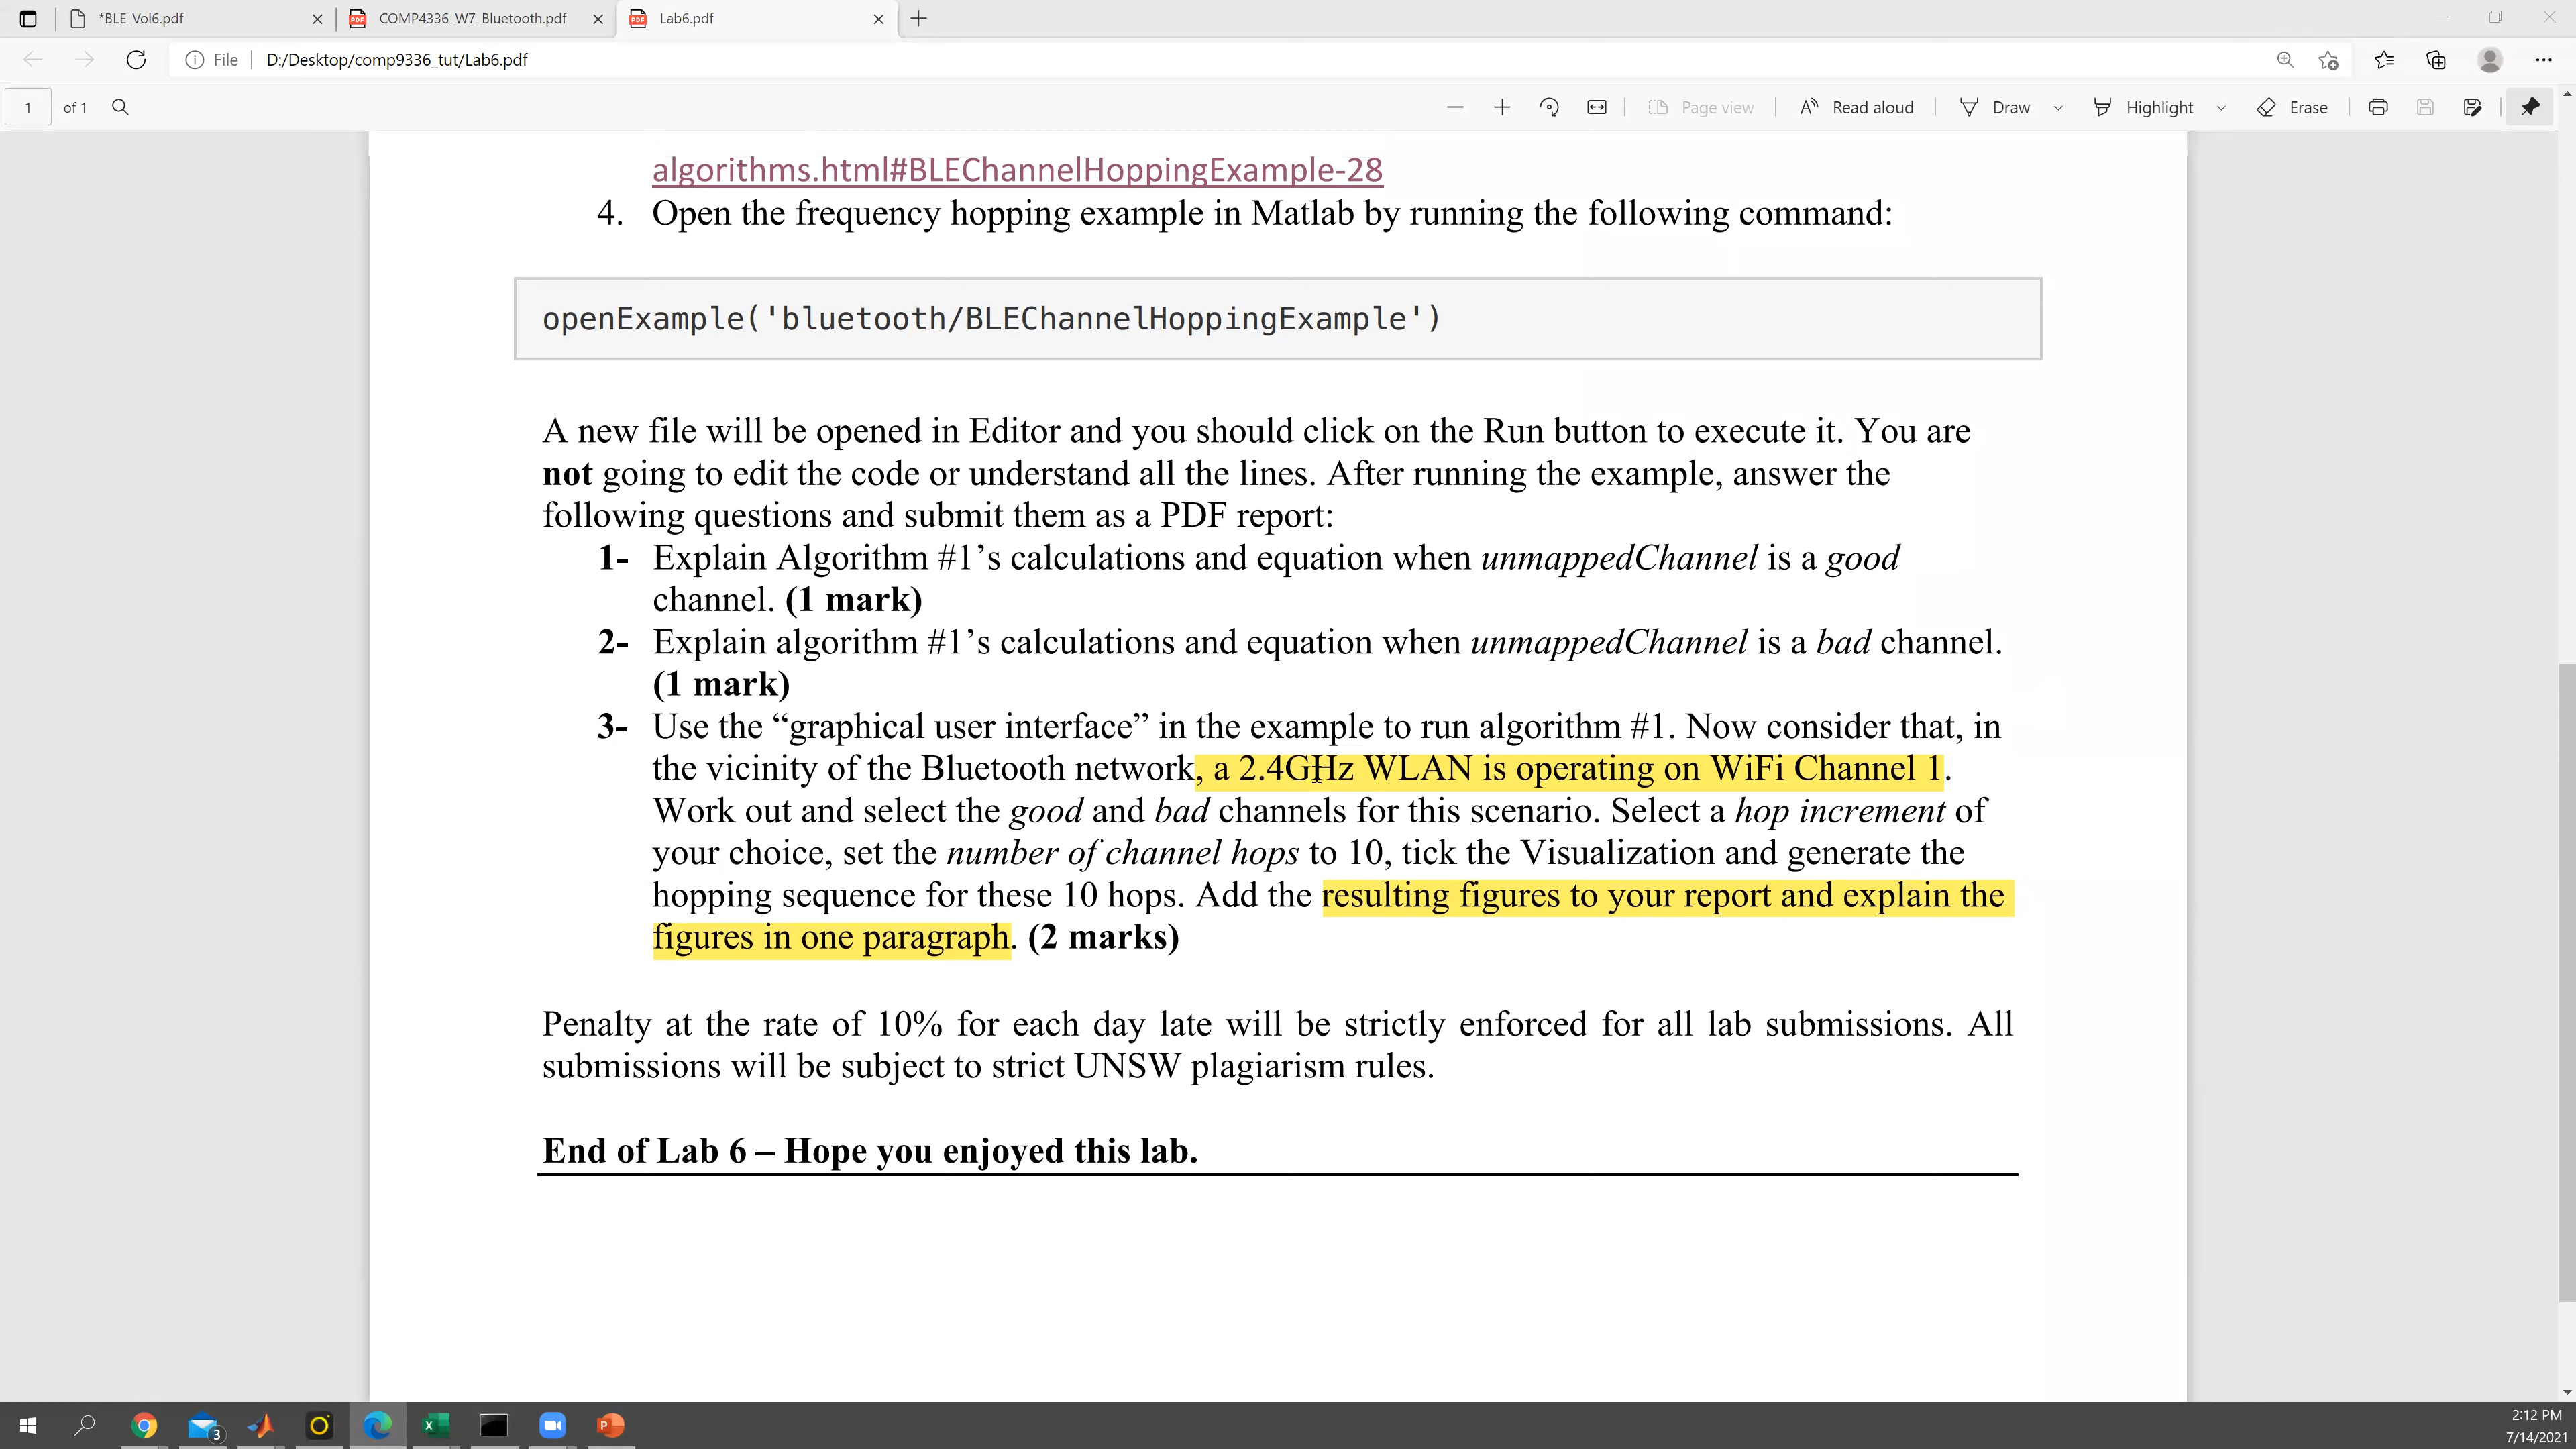 *BLE_Vol6.pdf
COMP4336_W7_Bluetooth.pdf
Lab6.pdf
File
D:/Desktop/comp9336_tut/Lab6.pdf
1 of 1
Page view
Read aloud
Draw
Highlight
Erase
algorithms.html#BLEChannelHoppingExample-28
4. Open the frequency hopping example in Matlab by running the following command:
openExample('bluetooth/BLEChannelHoppingExample')
A new file will be opened in Editor and you should click on the Run button to execute it. You are
not going to edit the code or understand all the lines. After running the example, answer the
following questions and submit them as a PDF report:
1- Explain Algorithm #1’s calculations and equation when unmappedChannel is a good
channel. (1 mark)
2- Explain algorithm #1’s calculations and equation when unmappedChannel is a bad channel.
(1 mark)
3- Use the “graphical user interface” in the example to run algorithm #1. Now consider that, in
the vicinity of the Bluetooth network, a 2.4GHz WLAN is operating on WiFi Channel 1.
Work out and select the good and bad channels for this scenario. Select a hop increment of
your choice, set the number of channel hops to 10, tick the Visualization and generate the
hopping sequence for these 10 hops. Add the resulting figures to your report and explain the
figures in one paragraph. (2 marks)
Penalty at the rate of 10% for each day late will be strictly enforced for all lab submissions. All
submissions will be subject to strict UNSW plagiarism rules.
End of Lab 6 – Hope you enjoyed this lab.
3
2:12 PM
7/14/2021